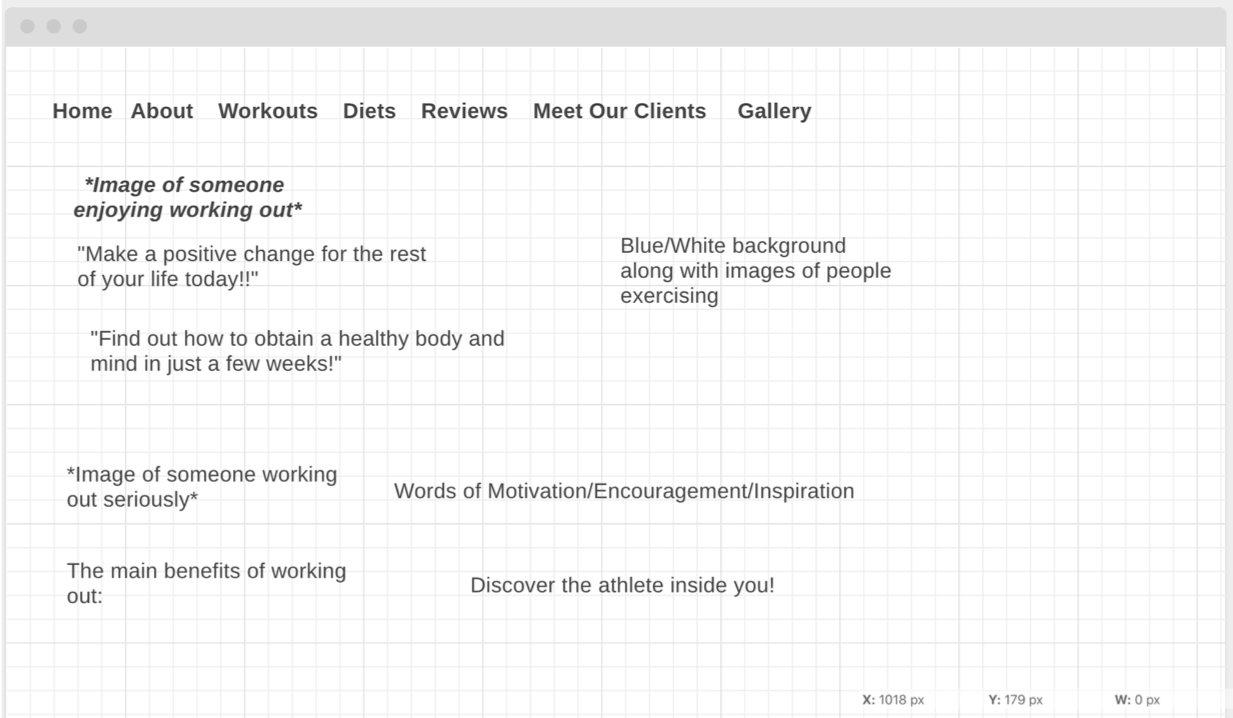 Home About Workouts Diets Reviews Meet Our Clients Gallery
*Image of someone
enjoying working out*
"Make a positive change for the rest
of your life today!!"
Blue/White background
along with images of people
exercising
"Find out how to obtain a healthy body and
mind in just a few weeks!"
*Image of someone working
out seriously*
Words of Motivation/Encouragement/Inspiration
The main benefits of working
out:
Discover the athlete inside you!
X: 1018 px Y: 179 px W: 0 px